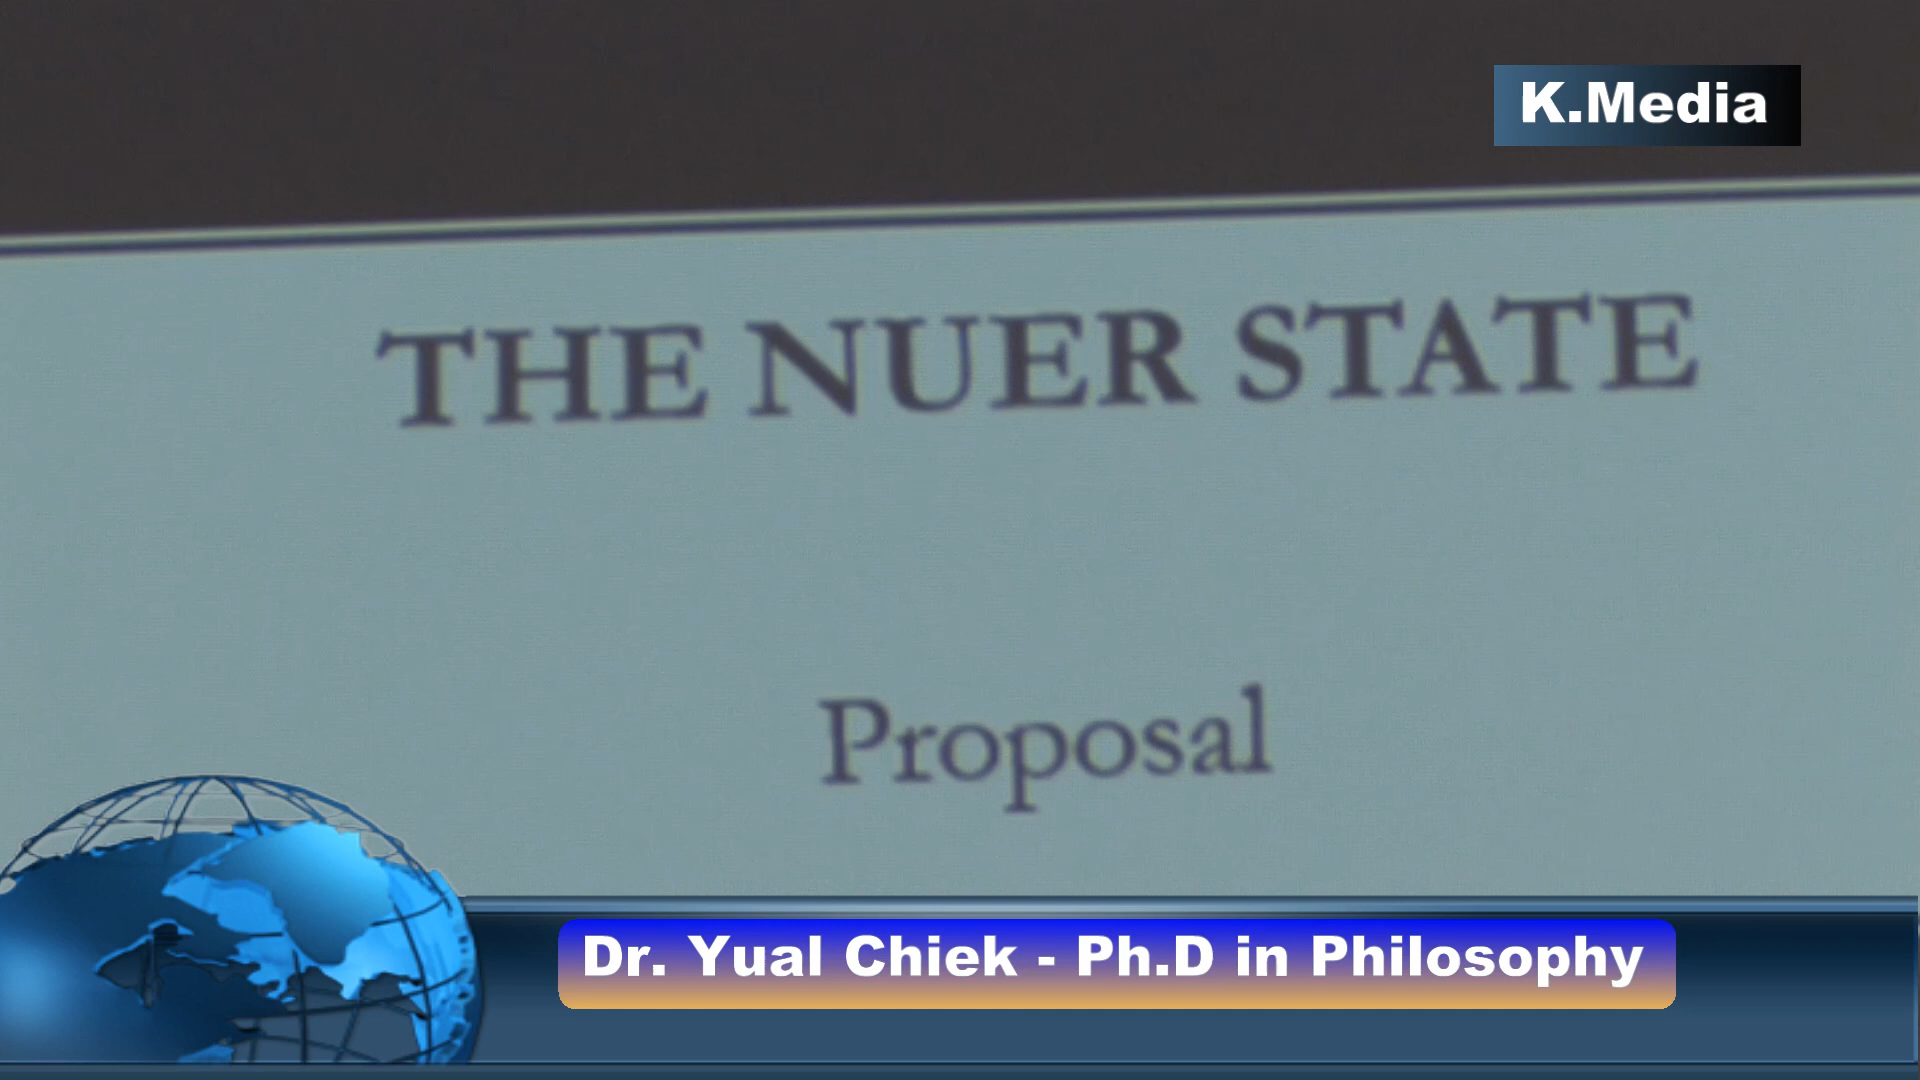 K.Media
THE NUER STATE
Proposal
Dr. Yual Chiek - Ph.D in Philosophy